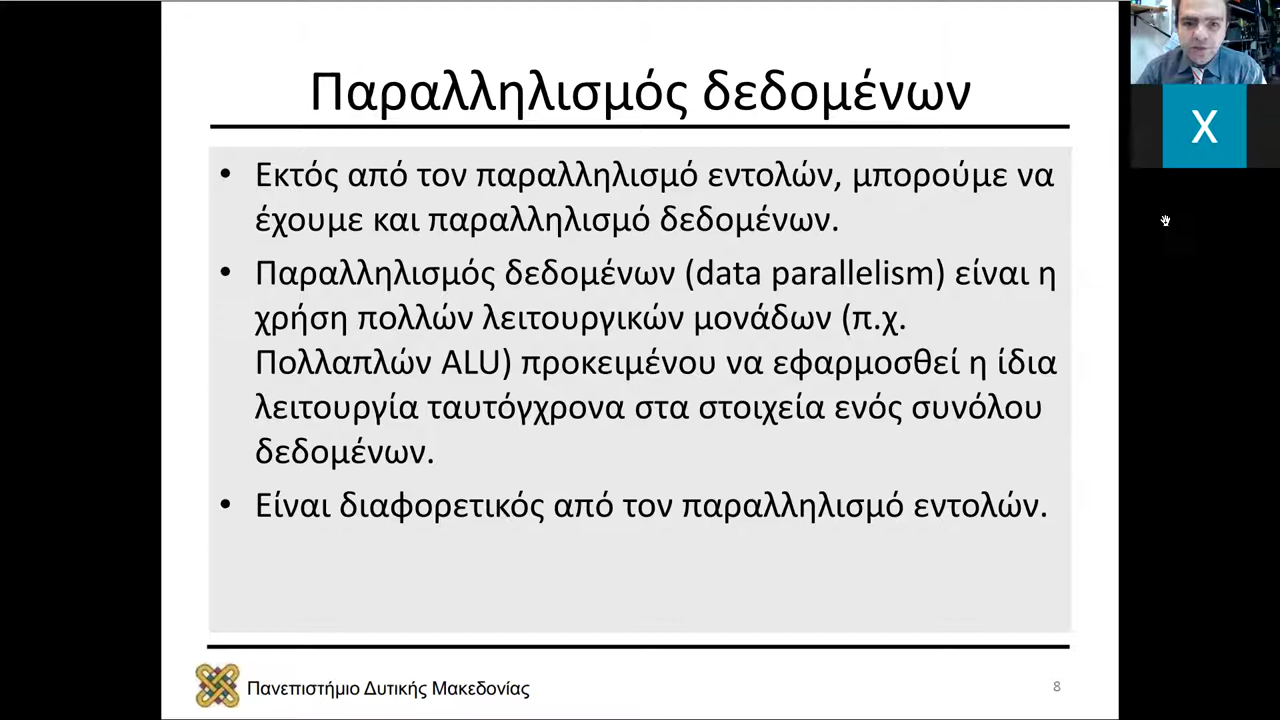 Παραλληλισμός δεδομένων
• Εκτός από τον παραλληλισμό εντολών, μπορούμε να
έχουμε και παραλληλισμό δεδομένων.
• Παραλληλισμός δεδομένων (data parallelism) είναι η
χρήση πολλών λειτουργικών μονάδων (π.χ.
Πολλαπλών ALU) προκειμένου να εφαρμοσθεί η ίδια
λειτουργία ταυτόγχρονα στα στοιχεία ενός συνόλου
δεδομένων.
• Είναι διαφορετικός από τον παραλληλισμό εντολών.
Πανεπιστήμιο Δυτικής Μακεδονίας
8
X